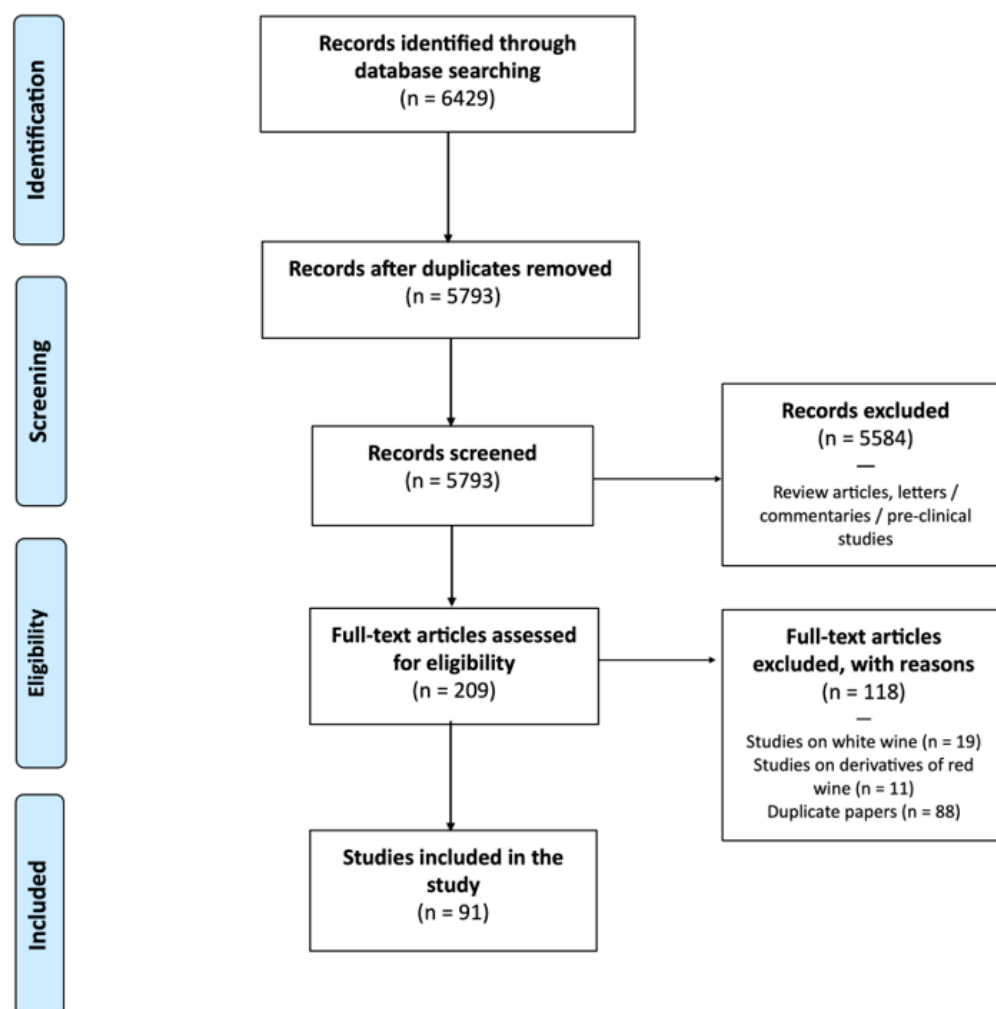 Identification
Records identified through
database searching
(n = 6429)
Records after duplicates removed
(n = 5793)
Screening
Records screened
(n = 5793)
Records excluded
(n = 5584)
—
Review articles, letters /
commentaries / pre-clinical
studies
Eligibility
Full-text articles assessed
for eligibility
(n = 209)
Full-text articles
excluded, with reasons
(n = 118)
—
Studies on white wine (n = 19)
Studies on derivatives of red
wine (n = 11)
Duplicate papers (n = 88)
Included
Studies included in the
study
(n = 91)